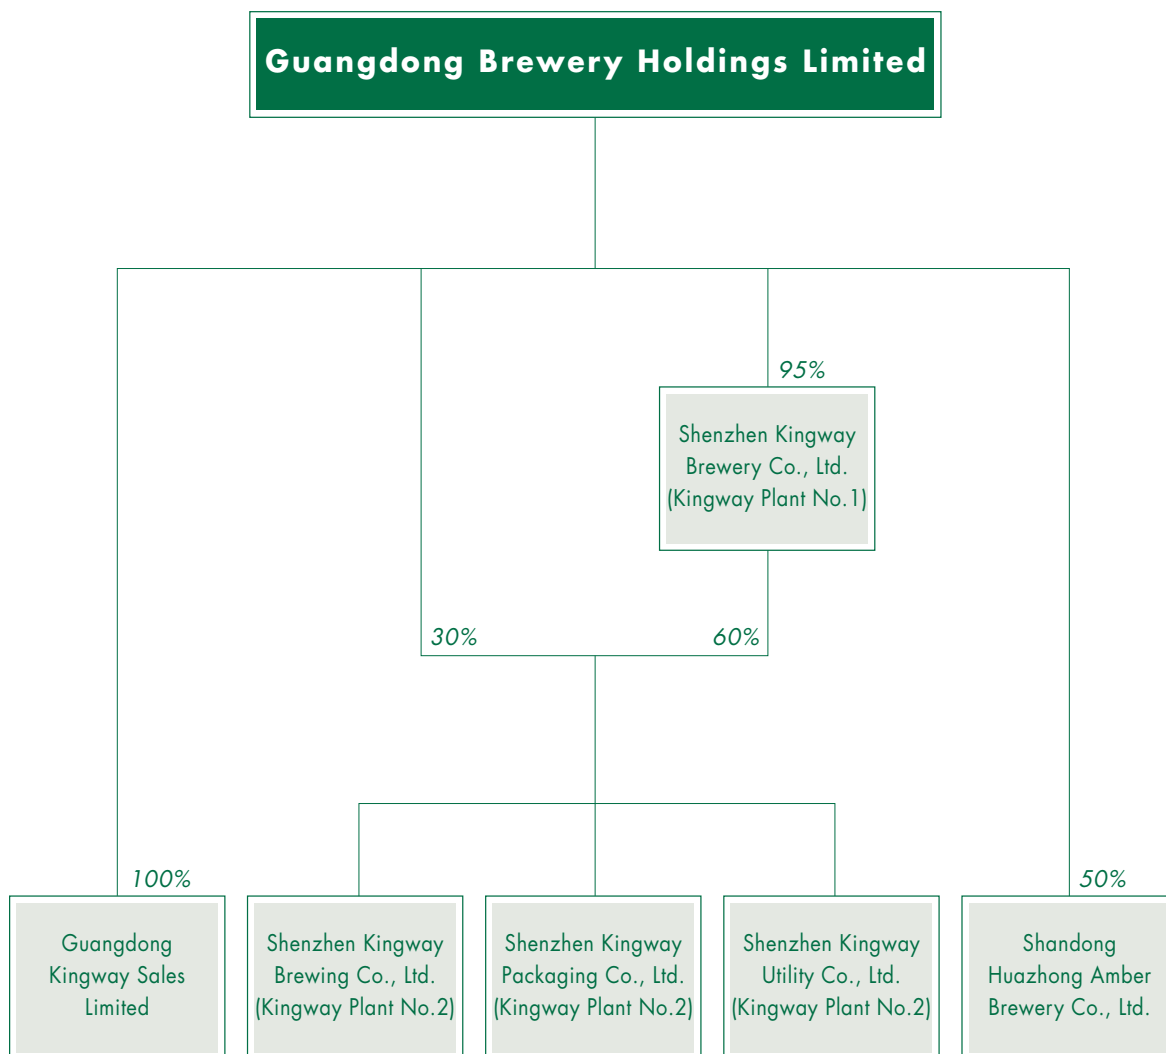 Guangdong Brewery Holdings Limited
95%
Shenzhen Kingway
Brewery Co., Ltd.
(Kingway Plant No.1)
30%
60%
100%
50%
Guangdong
Kingway Sales
Limited
Shenzhen Kingway
Brewing Co., Ltd.
(Kingway Plant No.2)
Shenzhen Kingway
Packaging Co., Ltd.
(Kingway Plant No.2)
Shenzhen Kingway
Utility Co., Ltd.
(Kingway Plant No.2)
Shandong
Huazhong Amber
Brewery Co., Ltd.